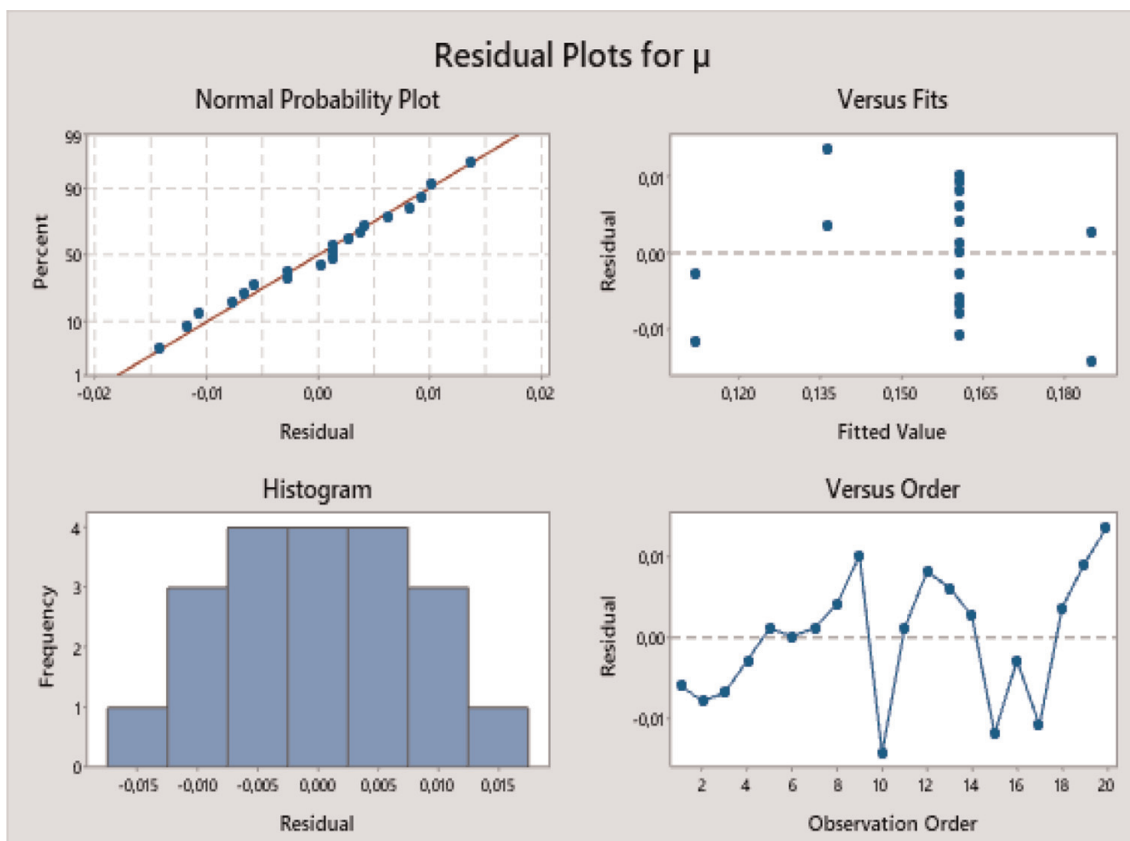 Residual Plots for μ
Normal Probability Plot
99
90
50
10
1
Percent
-0,02 -0,01 0,00 0,01 0,02
Residual
Versus Fits
0,01
0,00
-0,01
Residual
0,120 0,135 0,150 0,165 0,180
Fitted Value
Histogram
4
3
2
1
0
Frequency
-0,015 -0,010 -0,005 0,000 0,005 0,010 0,015
Residual
Versus Order
0,01
0,00
-0,01
Residual
2 4 6 8 10 12 14 16 18 20
Observation Order